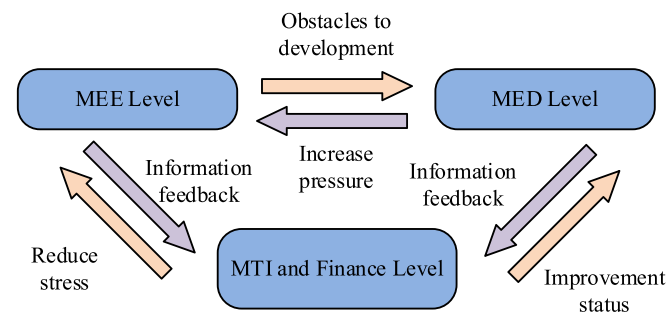 Obstacles to
development
MEE Level
MED Level
Increase
pressure
Information
feedback
Information
feedback
Reduce
stress
MTI and Finance Level
Improvement
status